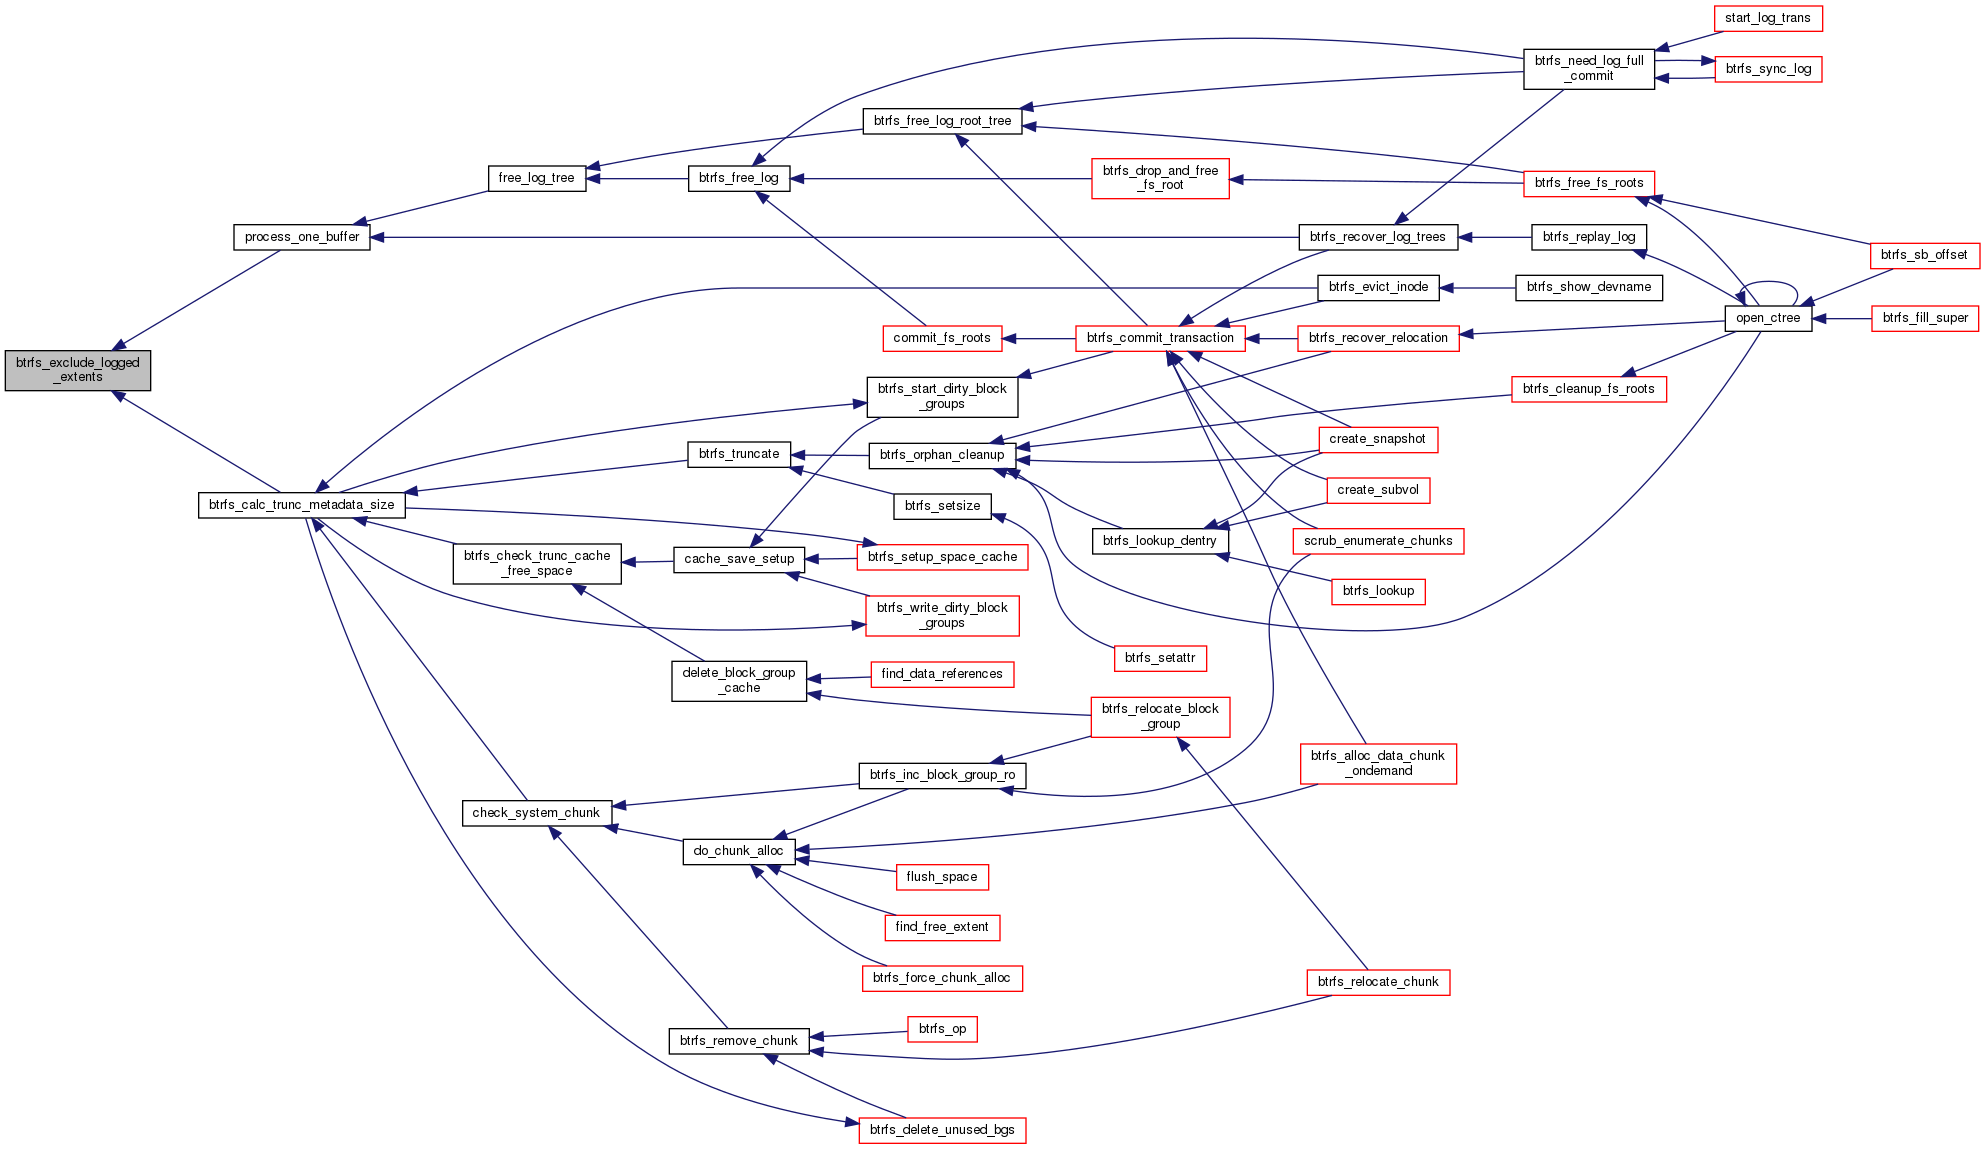 start_log_trans
btrfs_need_log_full
_commit
btrfs_sync_log
btrfs_free_log_root_tree
free_log_tree
btrfs_free_log
btrfs_drop_and_free
_fs_root
btrfs_free_fs_roots
process_one_buffer
btrfs_recover_log_trees
btrfs_replay_log
btrfs_sb_offset
btrfs_evict_inode
btrfs_show_devname
open_ctree
btrfs_fill_super
commit_fs_roots
btrfs_commit_transaction
btrfs_recover_relocation
btrfs_exclude_logged
_extents
btrfs_start_dirty_block
_groups
btrfs_cleanup_fs_roots
create_snapshot
btrfs_truncate
btrfs_orphan_cleanup
create_subvol
btrfs_calc_trunc_metadata_size
btrfs_setsize
btrfs_lookup_dentry
scrub_enumerate_chunks
btrfs_check_trunc_cache
_free_space
cache_save_setup
btrfs_setup_space_cache
btrfs_lookup
btrfs_write_dirty_block
_groups
btrfs_setattr
delete_block_group
_cache
find_data_references
btrfs_relocate_block
_group
btrfs_alloc_data_chunk
_ondemand
btrfs_inc_block_group_ro
check_system_chunk
do_chunk_alloc
flush_space
find_free_extent
btrfs_force_chunk_alloc
btrfs_relocate_chunk
btrfs_op
btrfs_remove_chunk
btrfs_delete_unused_bgs